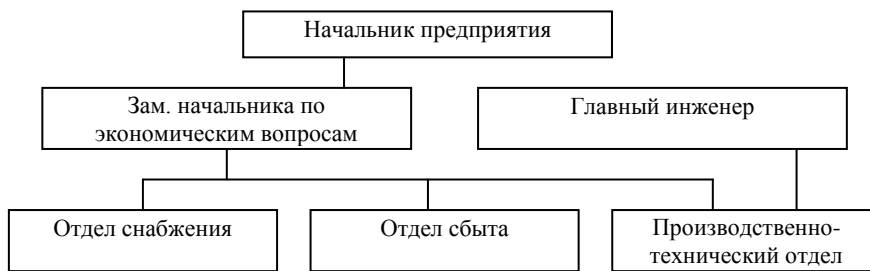 Начальник предприятия
Зам. начальника по
экономическим вопросам
Главный инженер
Отдел снабжения
Отдел сбыта
Производственно-
технический отдел